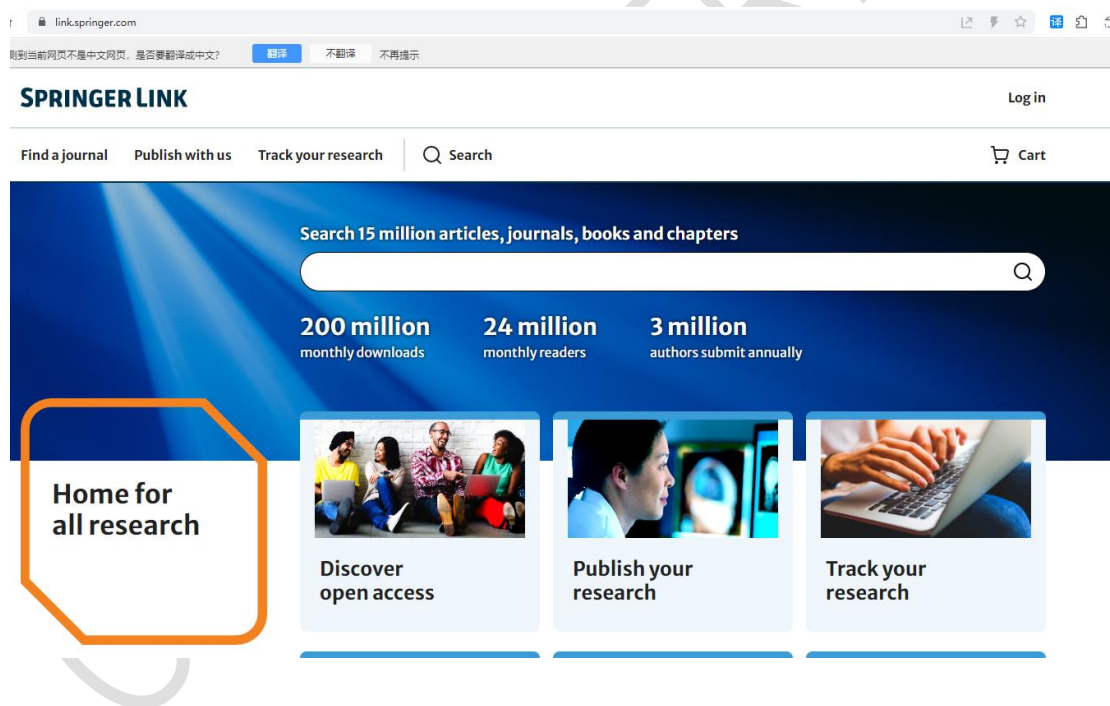 link.springer.com
译
到当前网页不是中文网页，是否要翻译成中文？ 翻译 不翻译 不再提示
SPRINGER LINK
Log in
Find a journal Publish with us Track your research Search
Cart
Search 15 million articles, journals, books and chapters
200 million 24 million 3 million
monthly downloads monthly readers authors submit annually
Home for
all research
Discover
open access
Publish your
research
Track your
research